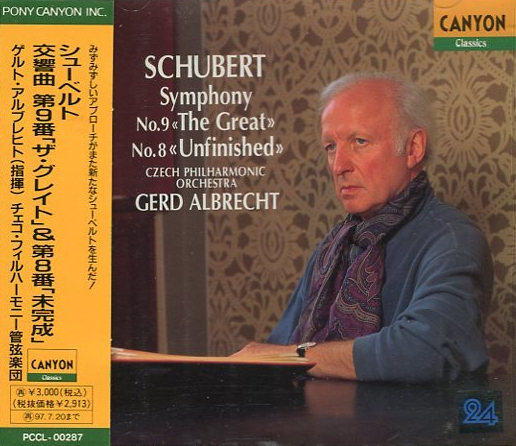 PONY CANYON INC.
みずみずしいアプローチがまた新たなシューベルトを生んだ!
シューベルト
交響曲 第9番「ザ・グレイト」&第8番「未完成」
ゲルト・アルブレヒト(指揮) チェコ・フィルハーモニー管弦楽団
CANYON
Classics
再 ¥3,000(税込)
(税抜価格¥2,913)
再 97.7.20まで
PCCL-00287
CANYON
Classics
SCHUBERT
Symphony
No.9 «The Great»
No.8 «Unfinished»
CZECH PHILHARMONIC
ORCHESTRA
GERD ALBRECHT
24